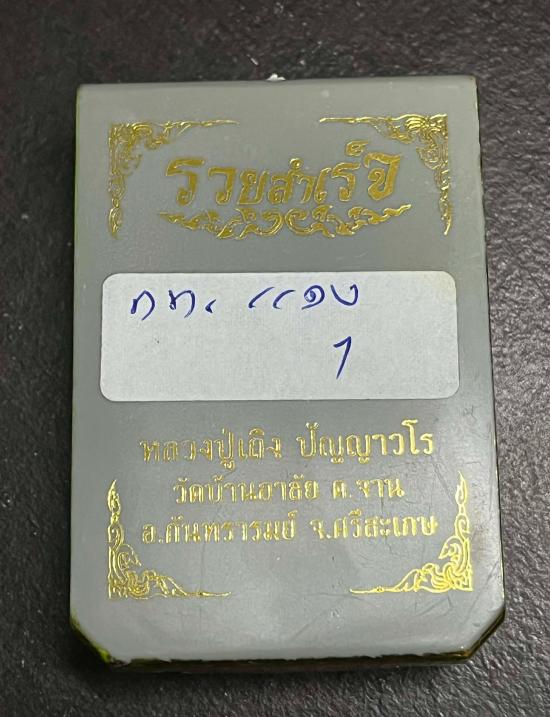 รวยสำเร็จ
กท. แดง
1
หลวงปู่เถิง ปัญญาวโร
วัดบ้านอาลัย ต.จาน
อ.กันทรารมย์ จ.ศรีสะเกษ